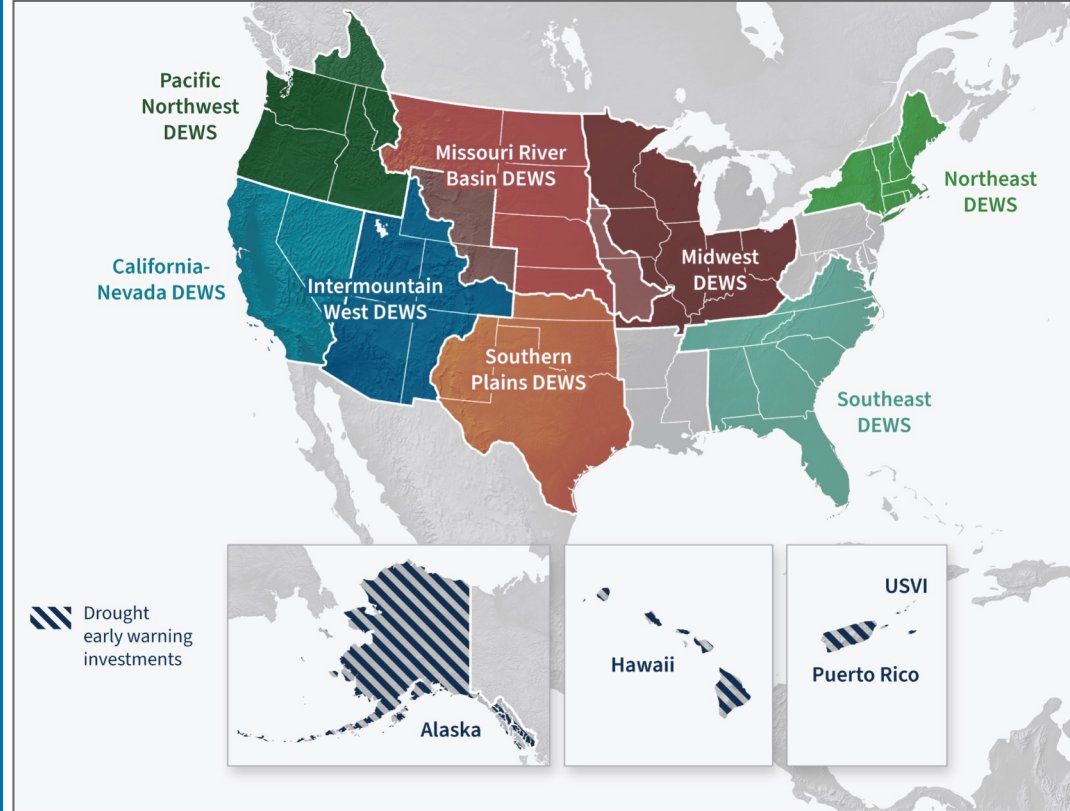 Pacific
Northwest
DEWS
Missouri River
Basin DEWS
Northeast
DEWS
California-
Nevada DEWS
Intermountain
West DEWS
Midwest
DEWS
Southern
Plains DEWS
Southeast
DEWS
Drought
early warning
investments
Alaska
Hawaii
USVI
Puerto Rico